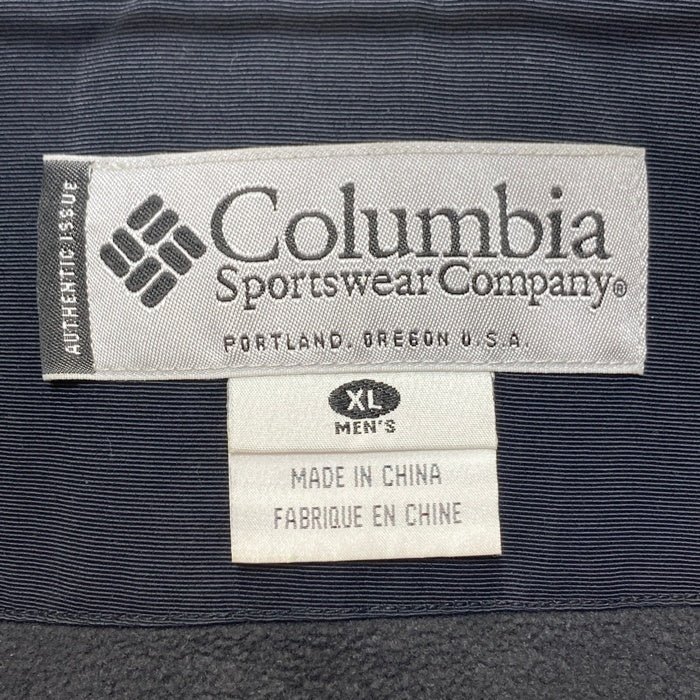 AUTHENTIC ISSUE
Columbia
Sportswear Company®
PORTLAND, OREGON U.S.A.
XL
MEN'S
MADE IN CHINA
FABRIQUE EN CHINE